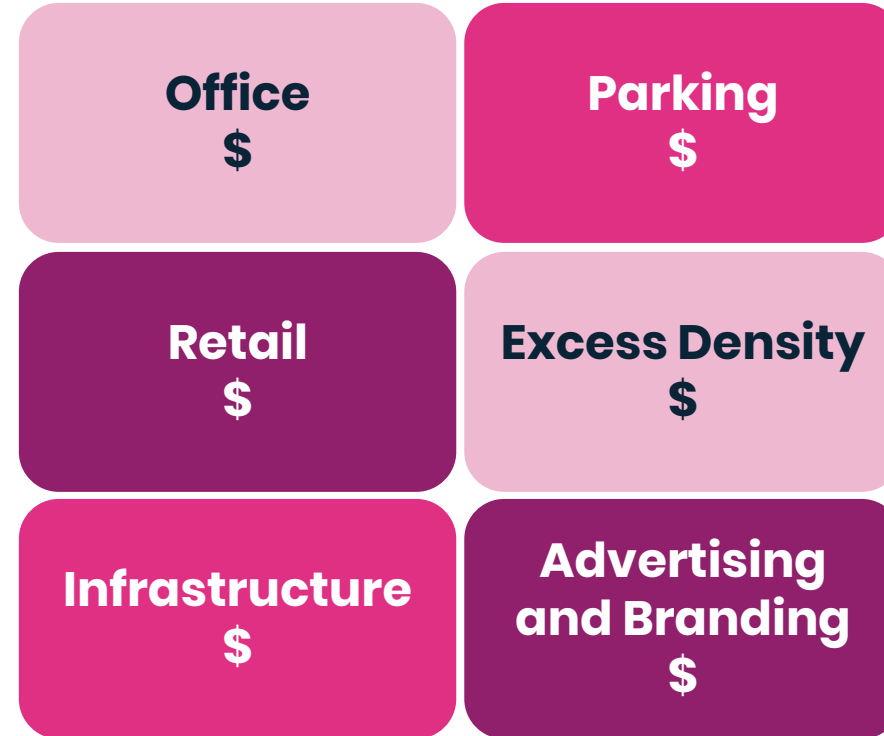 Office
$
Parking
$
Retail
$
Excess Density
$
Infrastructure
$
Advertising
and Branding
$